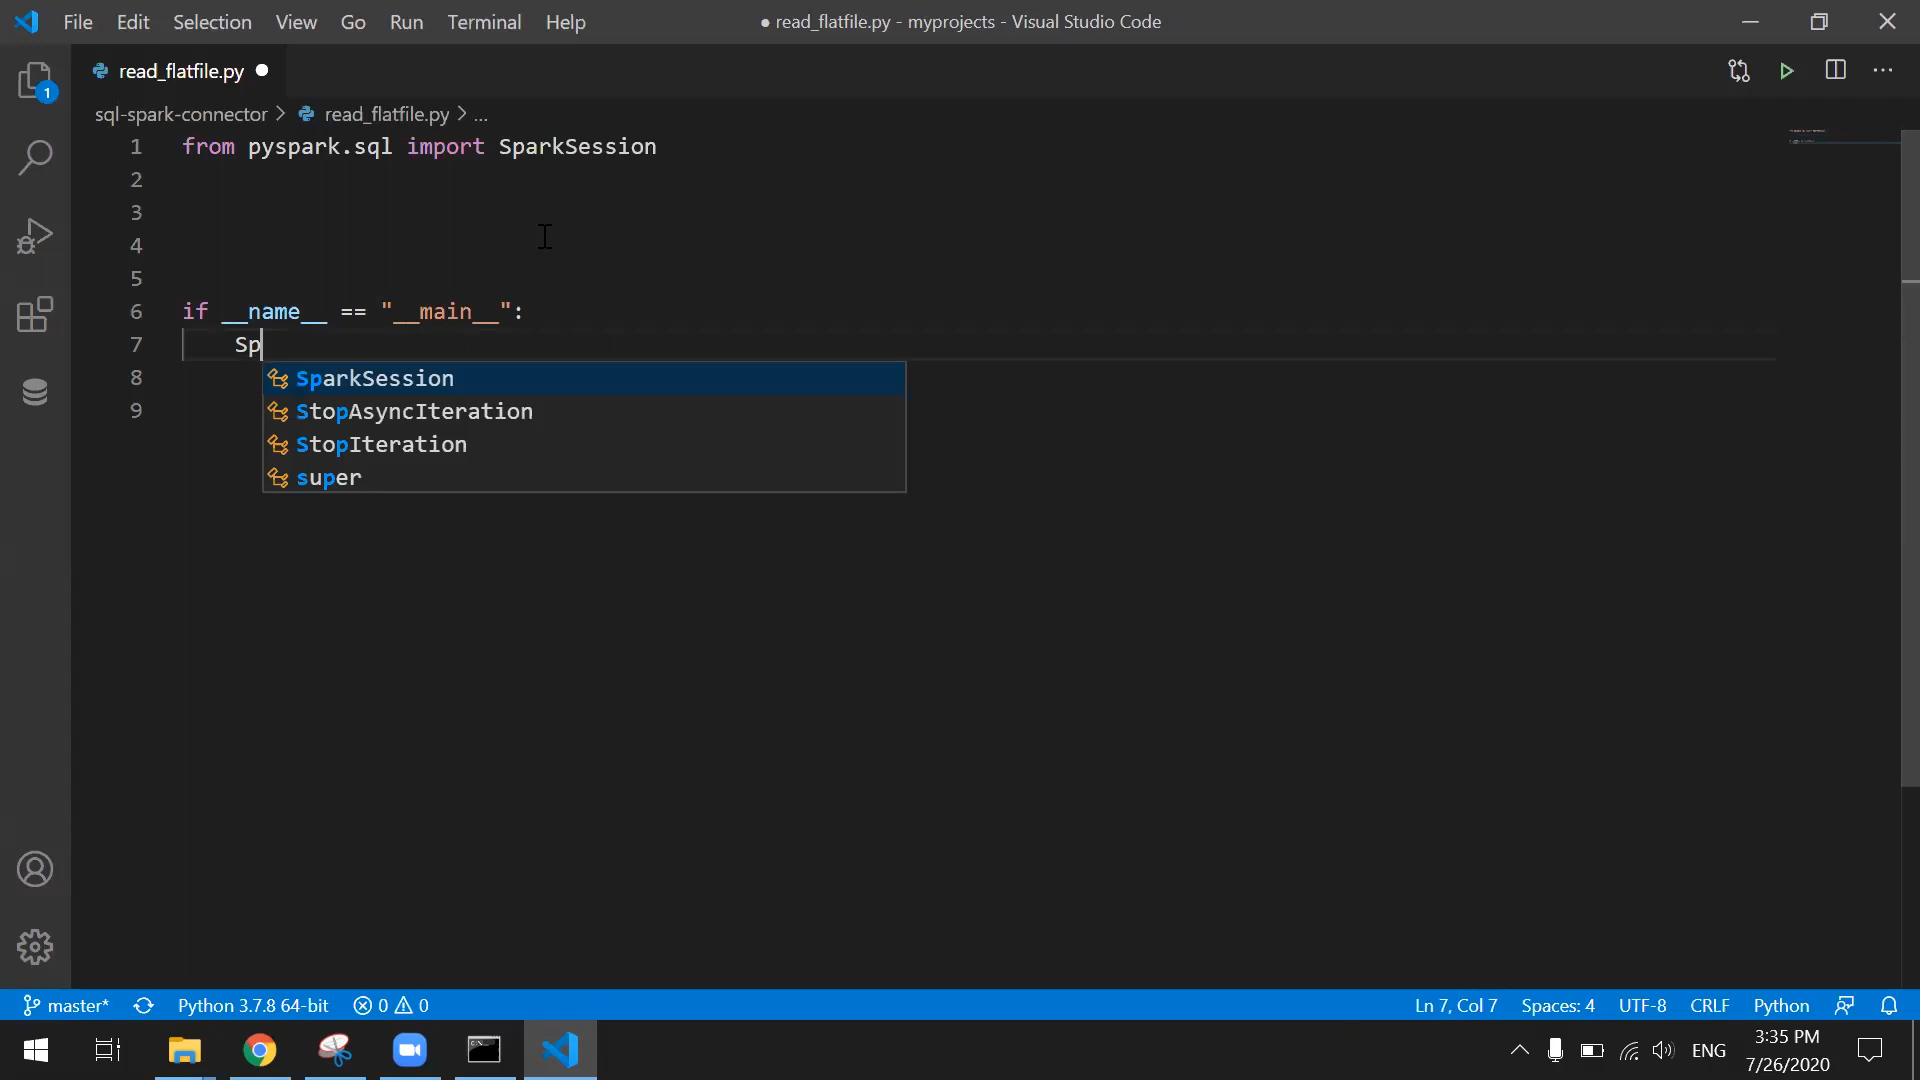 File Edit Selection View Go Run Terminal Help ● read_flatfile.py - myprojects - Visual Studio Code
read_flatfile.py ●
sql-spark-connector > read_flatfile.py > ...
1 from pyspark.sql import SparkSession
2
3
4
5
6 if __name__ == "__main__":
7 Sp
8 SparkSession
9 StopAsyncIteration
StopIteration
super
1
master* Python 3.7.8 64-bit 0 0 Ln 7, Col 7 Spaces: 4 UTF-8 CRLF Python
ENG 3:35 PM
7/26/2020